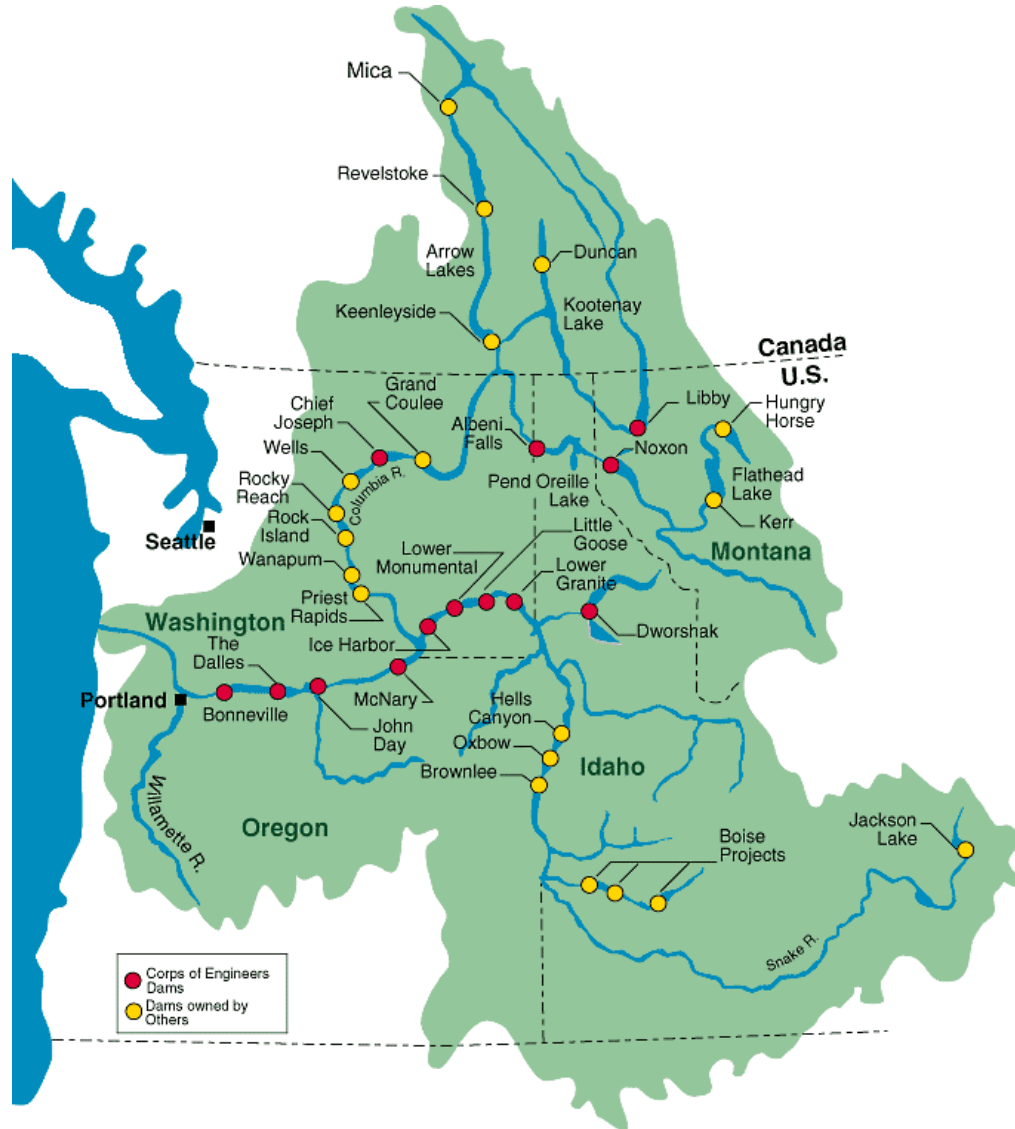 Mica
Revelstoke
Arrow
Lakes
Duncan
Kootenay
Lake
Keenleyside
Canada
U.S.
Grand
Coulee
Chief
Joseph
Albeni
Falls
Libby
Hungry
Horse
Wells
Noxon
Rocky
Reach
Columbia R.
Pend Oreille
Lake
Flathead
Lake
Rock
Island
Kerr
Seattle
Little
Goose
Lower
Monumental
Montana
Wanapum
Lower
Granite
Priest
Rapids
Washington
Ice Harbor
Dworshak
The
Dalles
Portland
Bonneville
McNary
John
Day
Hells
Canyon
Oxbow
Brownlee
Idaho
Willamette R.
Oregon
Boise
Projects
Jackson
Lake
Snake R.
Corps of Engineers
Dams
Dams owned by
Others